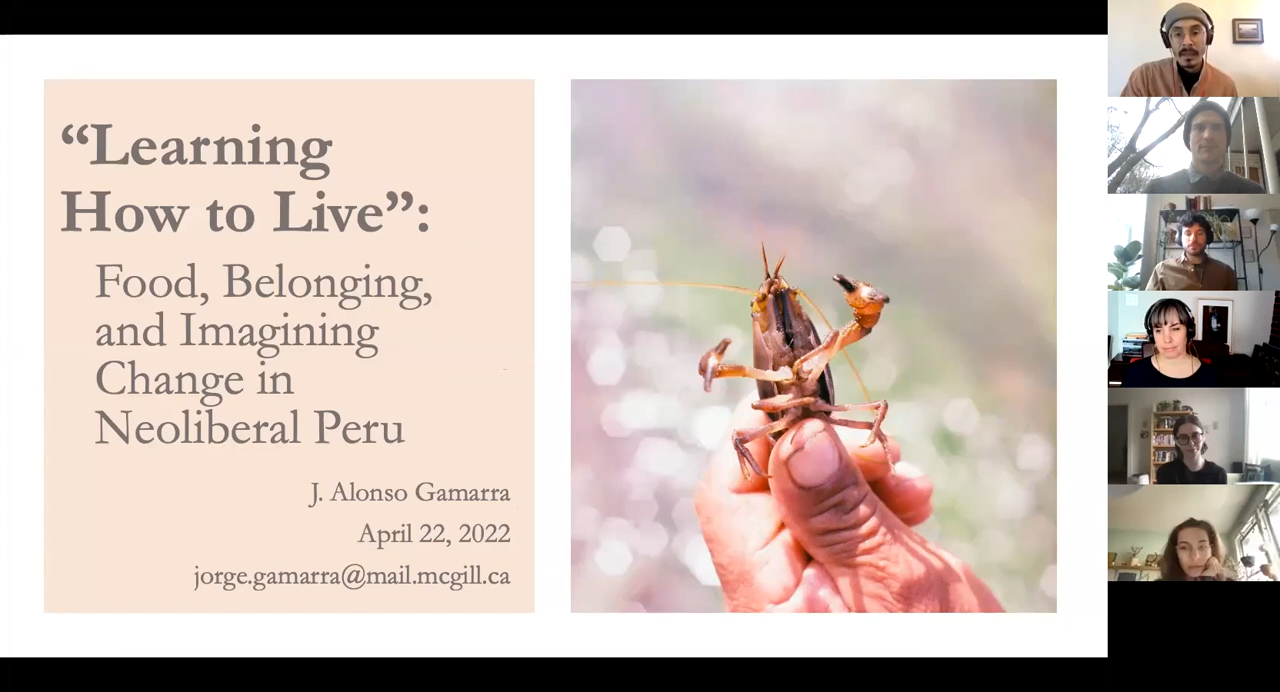 “Learning
How to Live”:
Food, Belonging,
and Imagining
Change in
Neoliberal Peru
J. Alonso Gamarra
April 22, 2022
jorge.gamarra@mail.mcgill.ca